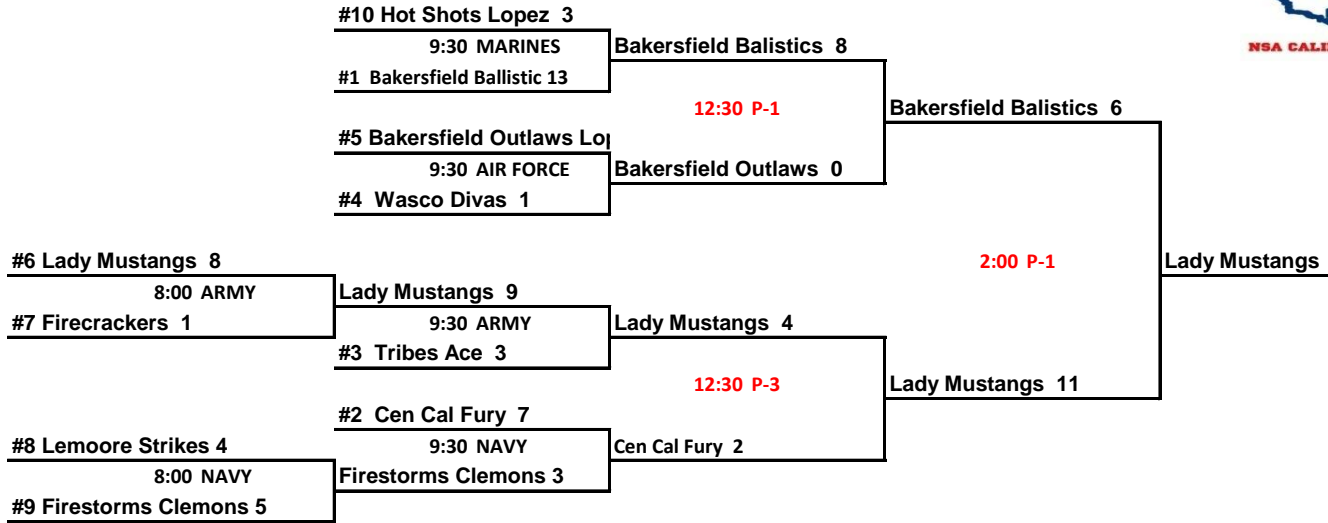 #10 Hot Shots Lopez 3
9:30 MARINES
#1 Bakersfield Ballistic 13
Bakersfield Balistics 8
12:30 P-1
#5 Bakersfield Outlaws
9:30 AIR FORCE
#4 Wasco Divas 1
Bakersfield Outlaws 0
Bakersfield Balistics 6
#6 Lady Mustangs 8
8:00 ARMY
#7 Firecrackers 1
Lady Mustangs 9
9:30 ARMY
#3 Tribes Ace 3
Lady Mustangs 4
12:30 P-3
#2 Cen Cal Fury 7
9:30 NAVY
Firestorms Clemons 3
#8 Lemoore Strikes 4
8:00 NAVY
#9 Firestorms Clemons 5
Cen Cal Fury 2
Lady Mustangs 11
2:00 P-1
Lady Mustangs
NSA